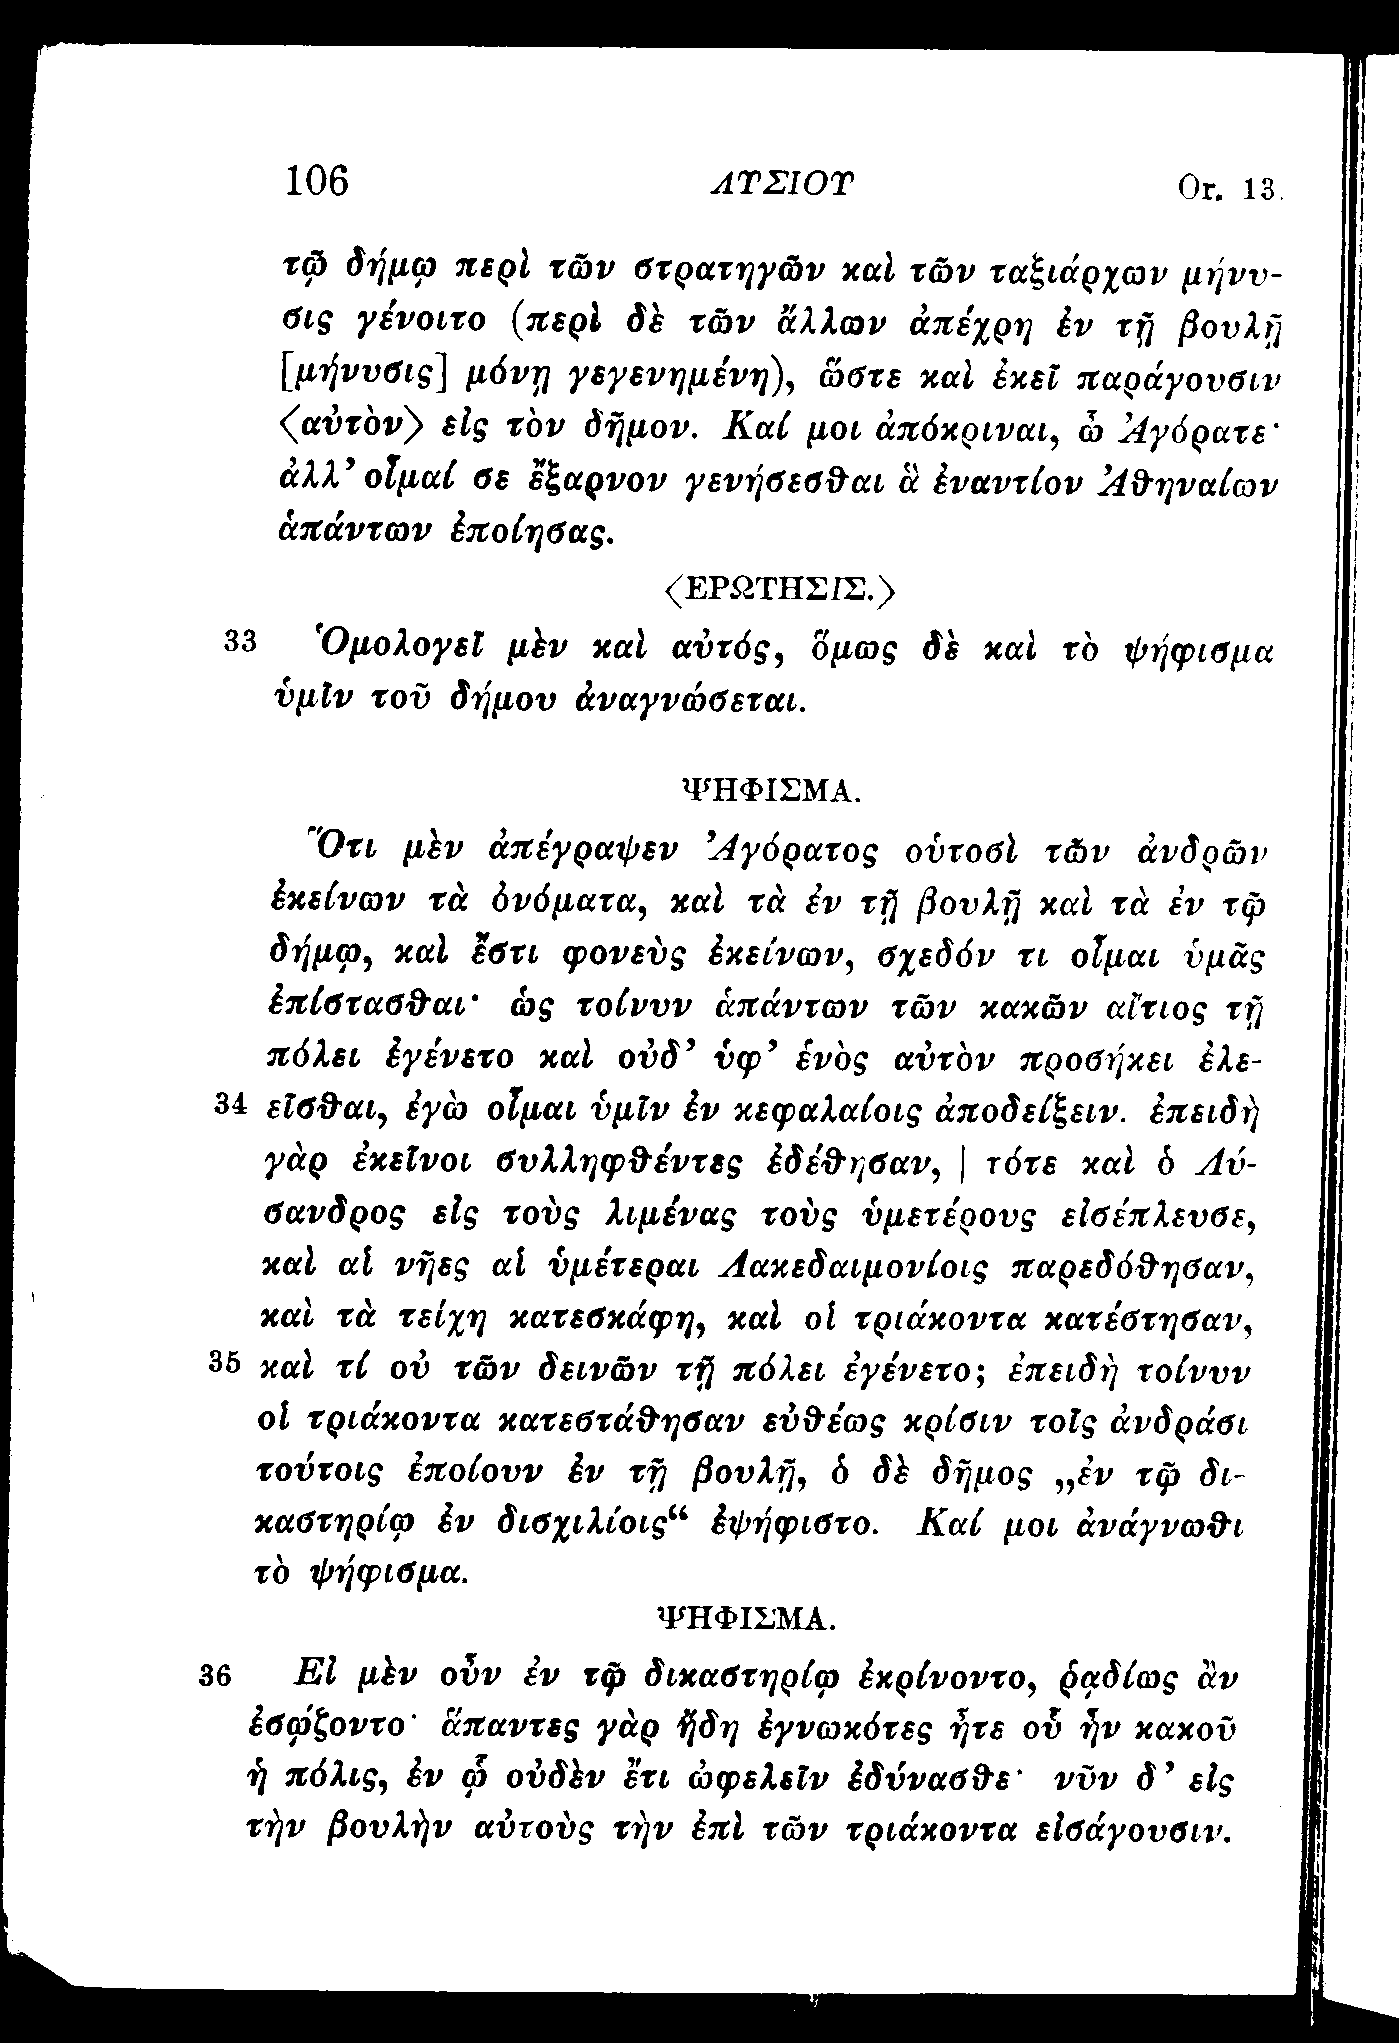 106 ΛΥΣΙΟΥ Or. 13.
τῷ δήμῳ περὶ τῶν στρατηγῶν καὶ τῶν ταξιάρχων μήνυ-
σις γένοιτο (περὶ δὲ τῶν ἄλλων ἀπέχρη ἐν τῇ βουλῇ
[μήνυσις] μόνῃ γεγενημένη), ὥστε καὶ ἐκεῖ παράγουσιν
⟨αὐτὸν⟩ εἰς τὸν δῆμον. Καί μοι ἀπόκριναι, ὦ Ἀγόρατε·
ἀλλ’ οἶμαί σε ἔξαρνον γενήσεσθαι ἃ ἐναντίον Ἀθηναίων
ἁπάντων ἐποίησας.
⟨ΕΡΩΤΗΣΙΣ.⟩
33 Ὁμολογεῖ μὲν καὶ αὐτός, ὅμως δὲ καὶ τὸ ψήφισμα
ὑμῖν τοῦ δήμου ἀναγνώσεται.
ΨΗΦΙΣΜΑ.
Ὅτι μὲν ἀπέγραψεν Ἀγόρατος οὑτοσὶ τῶν ἀνδρῶν
ἐκείνων τὰ ὀνόματα, καὶ τὰ ἐν τῇ βουλῇ καὶ τὰ ἐν τῷ
δήμῳ, καὶ ἔστι φονεὺς ἐκείνων, σχεδόν τι οἶμαι ὑμᾶς
ἐπίστασθαι· ὡς τοίνυν ἁπάντων τῶν κακῶν αἴτιος τῇ
πόλει ἐγένετο καὶ οὐδ’ ὑφ’ ἑνὸς αὐτὸν προσήκει ἐλε-
34 εῖσθαι, ἐγὼ οἶμαι ὑμῖν ἐν κεφαλαίοις ἀποδείξειν. ἐπειδὴ
γὰρ ἐκεῖνοι συλληφθέντες ἐδέθησαν, | τότε καὶ ὁ Λύ-
σανδρος εἰς τοὺς λιμένας τοὺς ὑμετέρους εἰσέπλευσε,
καὶ αἱ νῆες αἱ ὑμέτεραι Λακεδαιμονίοις παρεδόθησαν,
καὶ τὰ τείχη κατεσκάφη, καὶ οἱ τριάκοντα κατέστησαν,
35 καὶ τί οὐ τῶν δεινῶν τῇ πόλει ἐγένετο; ἐπειδὴ τοίνυν
οἱ τριάκοντα κατεστάθησαν εὐθέως κρίσιν τοῖς ἀνδράσι
τούτοις ἐποίουν ἐν τῇ βουλῇ, ὁ δὲ δῆμος „ἐν τῷ δι-
καστηρίῳ ἐν δισχιλίοις“ ἐψήφιστο. Καί μοι ἀνάγνωθι
τὸ ψήφισμα.
ΨΗΦΙΣΜΑ.
36 Εἰ μὲν οὖν ἐν τῷ δικαστηρίῳ ἐκρίνοντο, ῥᾳδίως ἂν
ἐσῴζοντο· ἅπαντες γὰρ ἤδη ἐγνωκότες ἦτε οὗ ἦν κακοῦ
ἡ πόλις, ἐν ᾧ οὐδὲν ἔτι ὠφελεῖν ἐδύνασθε· νῦν δ’ εἰς
τὴν βουλὴν αὐτοὺς τὴν ἐπὶ τῶν τριάκοντα εἰσάγουσιν.